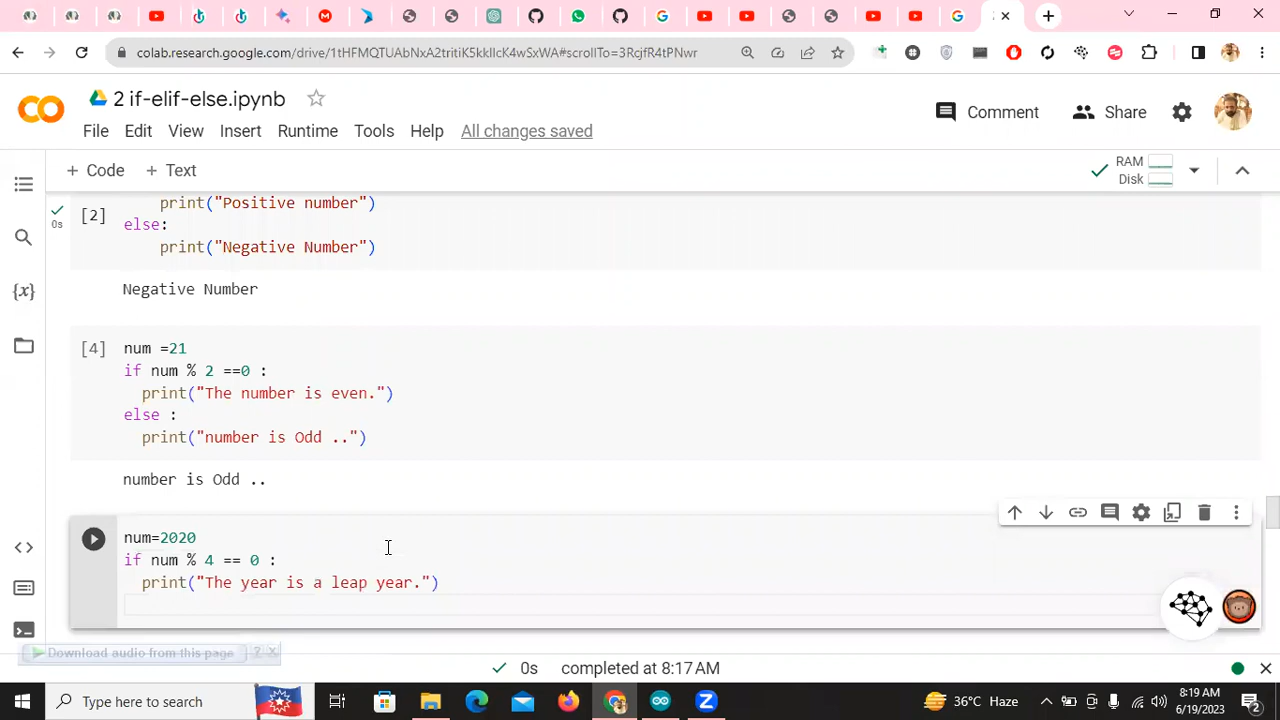 colab.research.google.com/drive/1tHFMQTUAbNxA2tritiK5kkIIcK4wSXWA#scrollTo=3RcjfR4tPNwr
CO
2 if-elif-else.ipynb
Comment
Share
File Edit View Insert Runtime Tools Help All changes saved
+ Code + Text
RAM
Disk
print("Positive number")
[2]
0s
else:
print("Negative Number")
{x}
Negative Number
[4]
num =21
if num % 2 ==0 :
print("The number is even.")
else :
print("number is Odd ..")
number is Odd ..
num=2020
if num % 4 == 0 :
print("The year is a leap year.")
Download audio from this page ? x
0s completed at 8:17 AM
Type here to search
36°C Haze
8:19 AM
6/19/2023
2